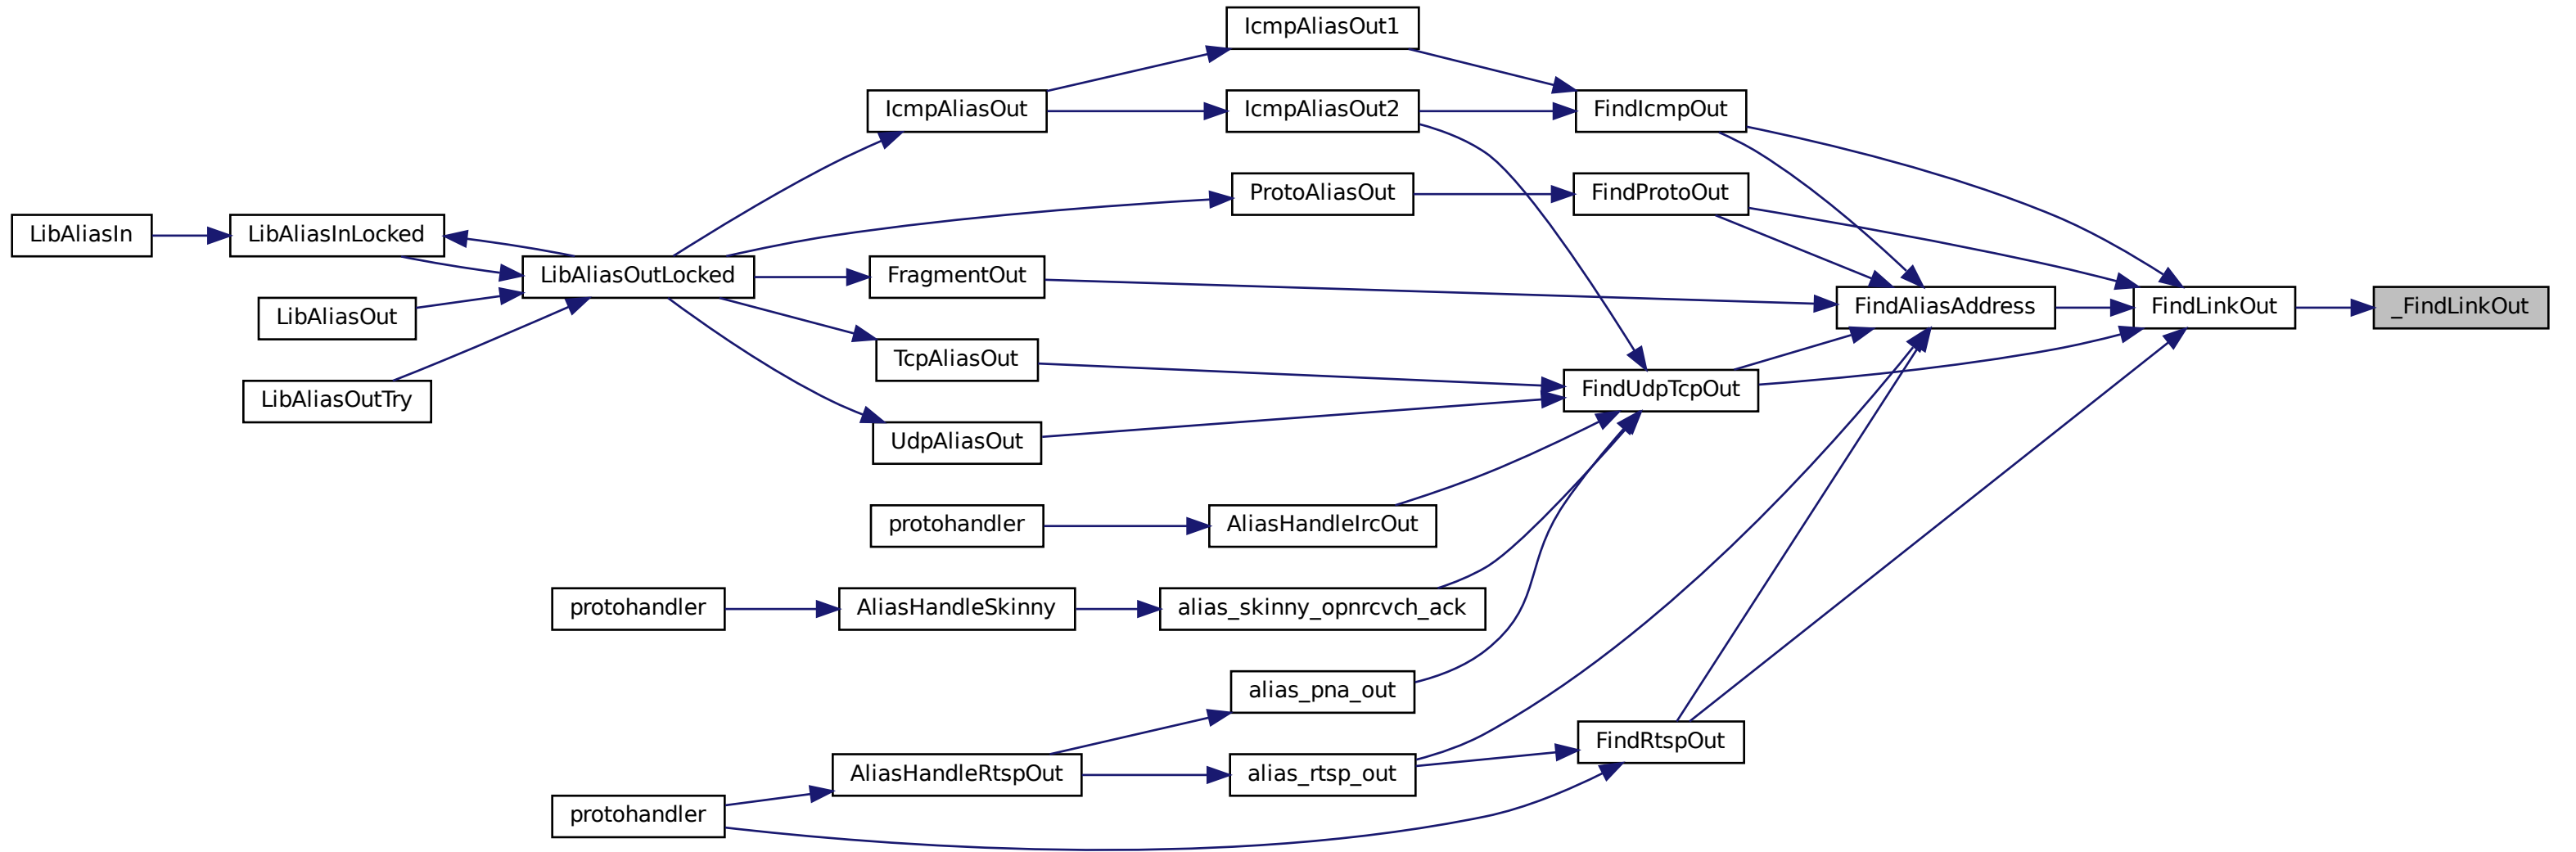 IcmpAliasOut1
IcmpAliasOut
IcmpAliasOut2
FindIcmpOut
ProtoAliasOut
FindProtoOut
LibAliasIn
LibAliasInLocked
LibAliasOutLocked
FragmentOut
LibAliasOut
FindAliasAddress
FindLinkOut
_FindLinkOut
TcpAliasOut
LibAliasOutTry
FindUdpTcpOut
UdpAliasOut
protohandler
AliasHandleIrcOut
protohandler
AliasHandleSkinny
alias_skinny_opnrcvch_ack
alias_pna_out
FindRtspOut
AliasHandleRtspOut
alias_rtsp_out
protohandler